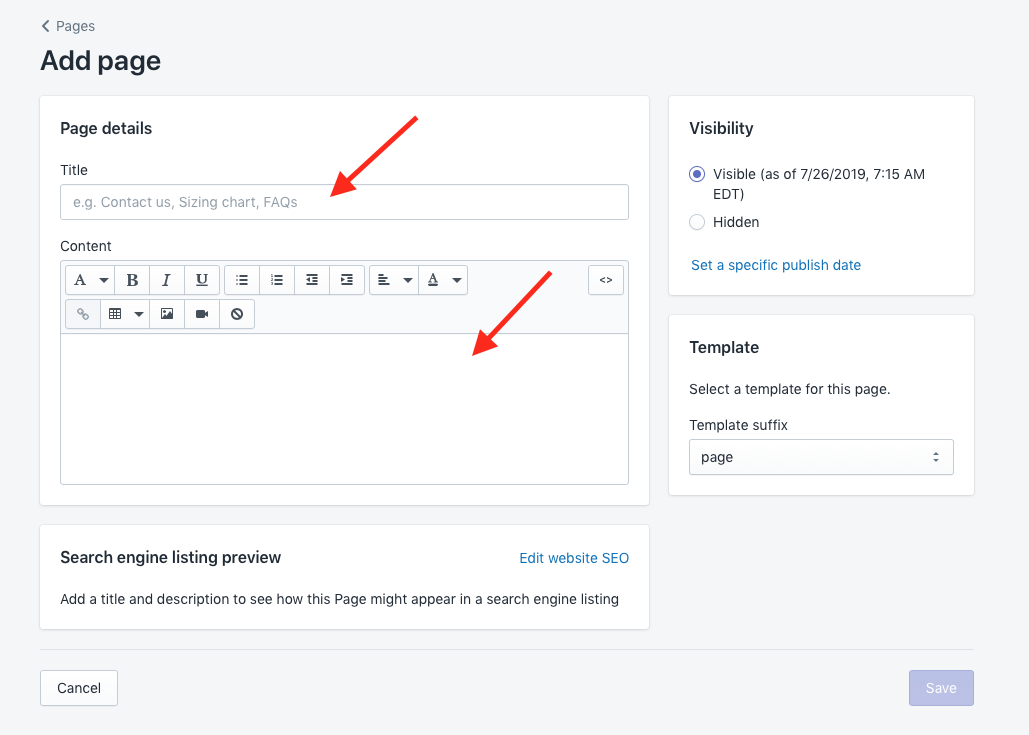 Pages
Add page
Page details
Title
e.g. Contact us, Sizing chart, FAQs
Content
A B I U A <>
Search engine listing preview
Edit website SEO
Add a title and description to see how this Page might appear in a search engine listing
Visibility
Visible (as of 7/26/2019, 7:15 AM
EDT)
Hidden
Set a specific publish date
Template
Select a template for this page.
Template suffix
page
Cancel
Save